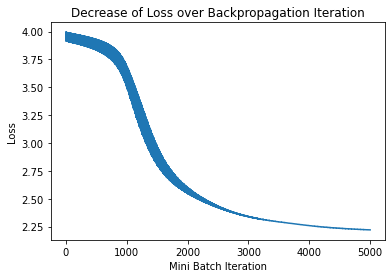 Decrease of Loss over Backpropagation Iteration
4.00
3.75
3.50
3.25
3.00
2.75
2.50
2.25
Loss
0 1000 2000 3000 4000 5000
Mini Batch Iteration